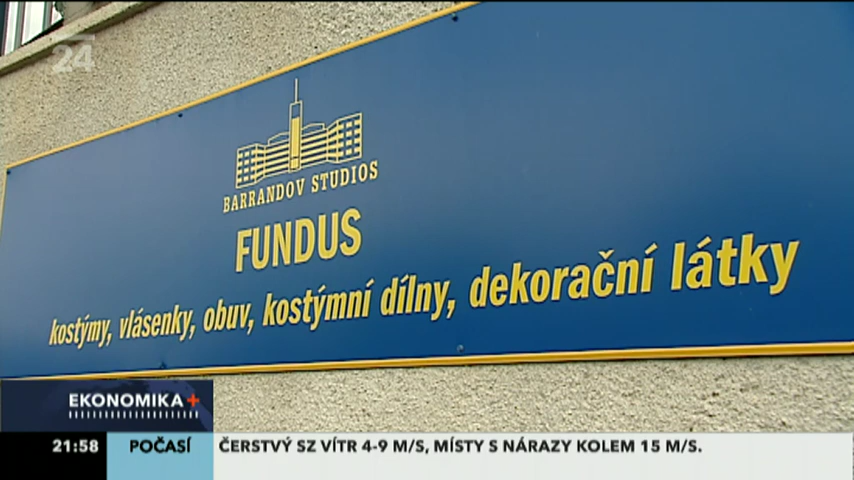 24
BARRANDOV STUDIOS
FUNDUS
kostýmy, vlásenky, obuv, kostýmní dílny, dekorační látky
EKONOMIKA+
21:58 POČASÍ ČERSTVÝ SZ VÍTR 4-9 M/S, MÍSTY S NÁRAZY KOLEM 15 M/S.